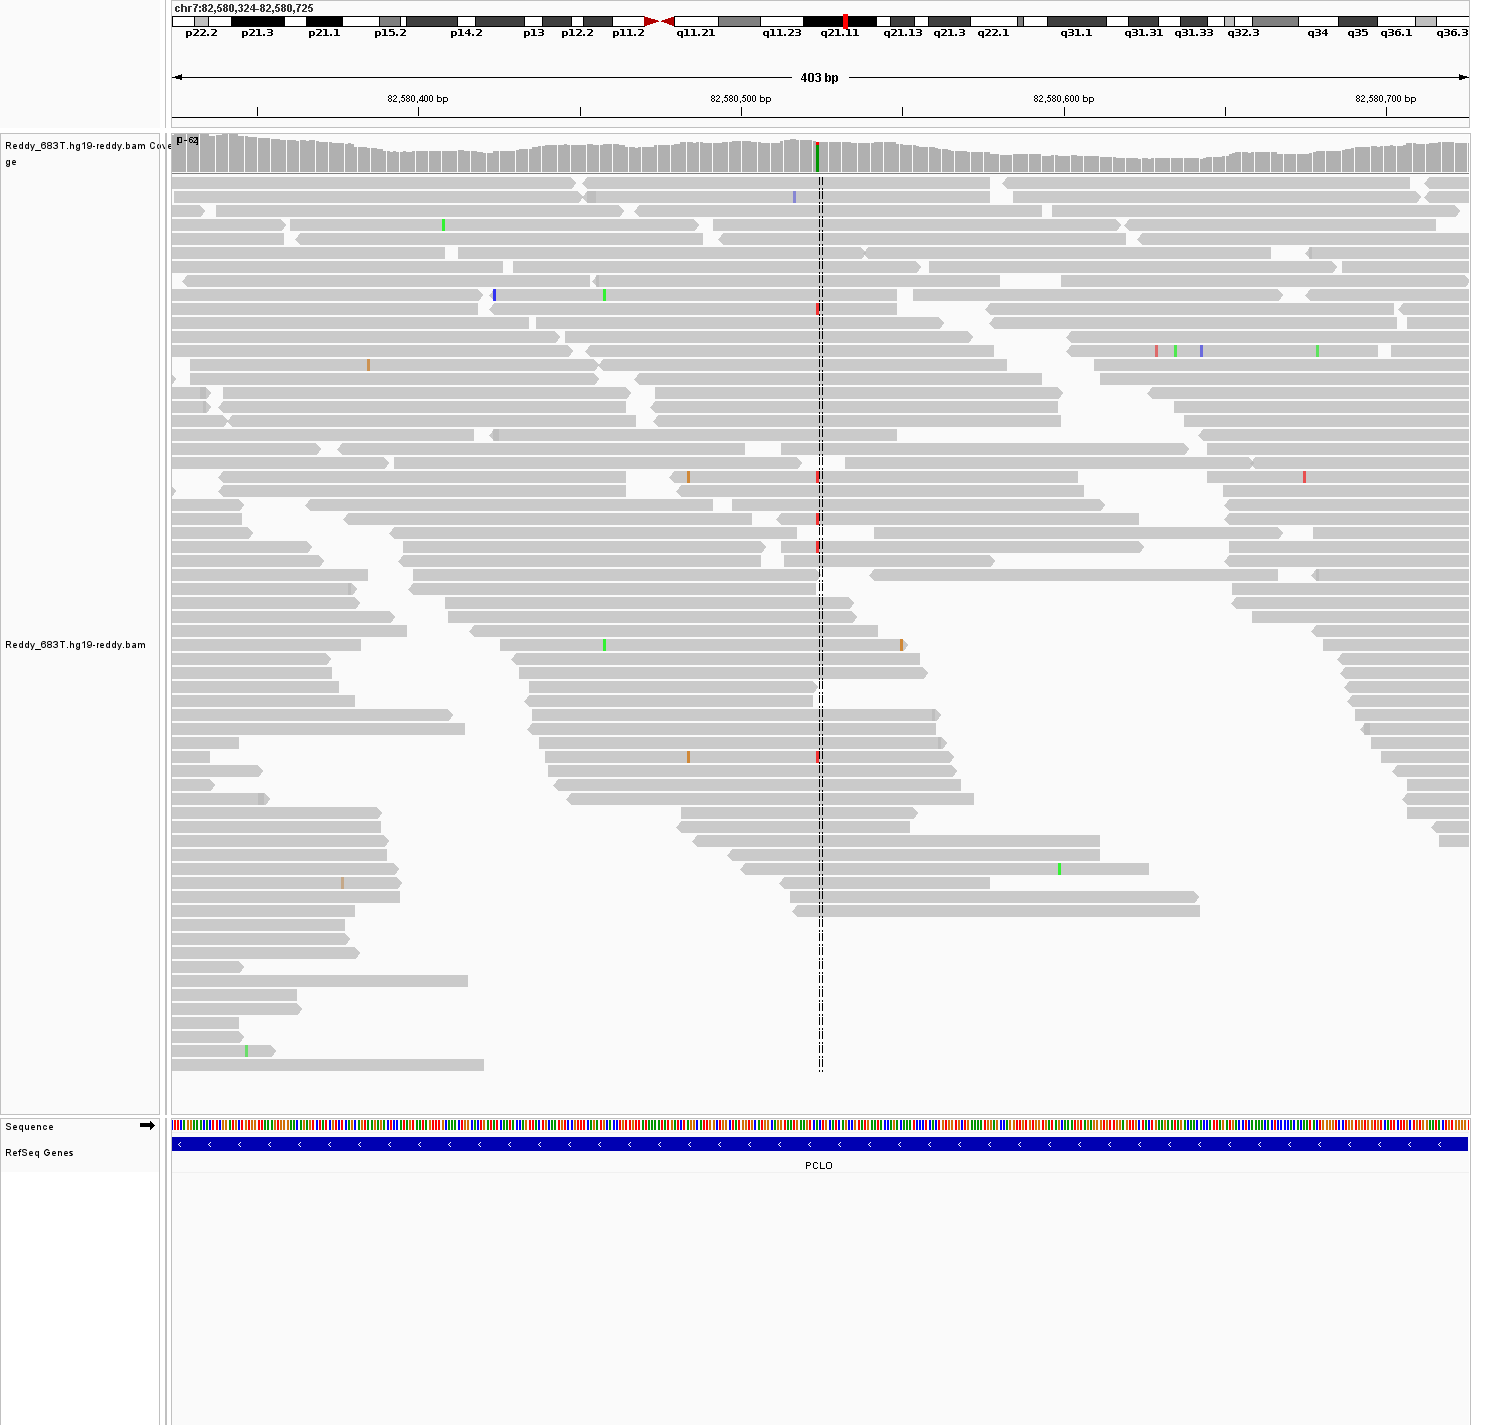 chr7:82,580,324-82,580,725
p22.2 p21.3 p21.1 p15.2 p14.2 p13 p12.2 p11.2 q11.21 q11.23 q21.11 q21.13 q21.3 q22.1 q31.1 q31.31 q31.33 q32.3 q34 q35 q36.1 q36.3
403 bp
82,580,400 bp 82,580,500 bp 82,580,600 bp 82,580,700 bp
Reddy_683T.hg19-reddy.bam Cove
ge
[0-62]
Reddy_683T.hg19-reddy.bam
Sequence
RefSeq Genes
PCLO